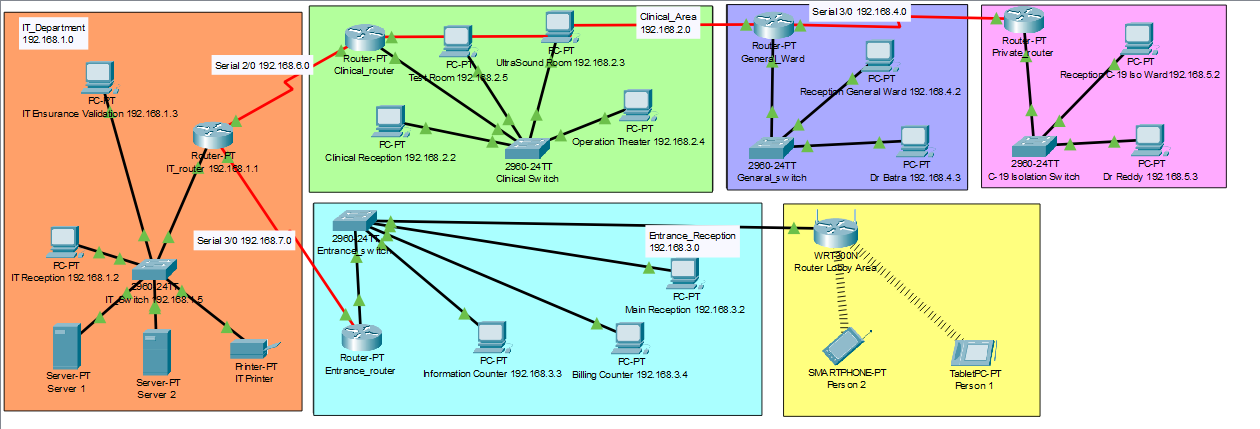 IT_Department
192.168.1.0
PC-PT
IT Ensurance Validation 192.168.1.3
Router-PT
IT_router 192.168.1.1
Serial 2/0 192.168.6.0
Serial 3/0 192.168.7.0
PC-PT
IT Reception 192.168.1.2
2960-24TT
IT_Switch 192.168.1.5
Server-PT
Server 1
Server-PT
Server 2
Printer-PT
IT Printer
Clinical_Area
192.168.2.0
Router-PT
Clinical_router
PC-PT
Test Room 192.168.2.5
PC-PT
UltraSound Room 192.168.2.3
PC-PT
Clinical Reception 192.168.2.2
PC-PT
Operation Theater 192.168.2.4
2960-24TT
Clinical Switch
Serial 3/0 192.168.4.0
Router-PT
General_Ward
PC-PT
Reception General Ward 192.168.4.2
2960-24TT
Genaral_switch
PC-PT
Dr Batra 192.168.4.3
Router-PT
Private_router
PC-PT
Reception C-19 Iso Ward192.168.5.2
2960-24TT
C-19 Isolation Switch
PC-PT
Dr Reddy 192.168.5.3
2960-24TT
Entrance_switch
Entrance_Reception
192.168.3.0
PC-PT
Main Reception 192.168.3.2
Router-PT
Entrance_router
PC-PT
Information Counter 192.168.3.3
PC-PT
Billing Counter 192.168.3.4
WRT300N
Router Lobby Area
SMARTPHONE-PT
Person 2
TabletPC-PT
Person 1